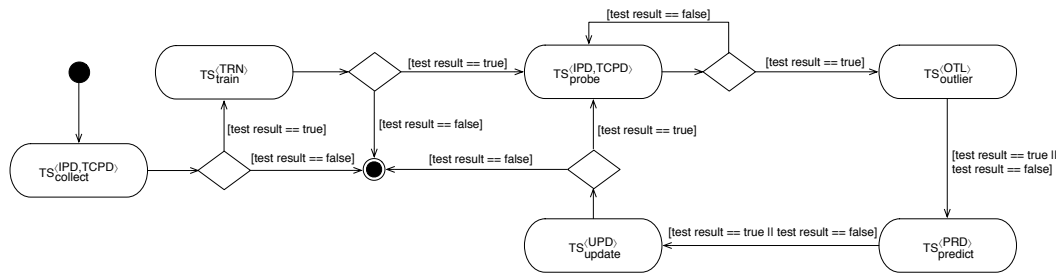 [test result == false]
TS⟨TRN⟩train
[test result == true]
TS⟨IPD,TCPD⟩probe
[test result == true]
TS⟨OTL⟩outlier
[test result == true]
[test result == false]
[test result == true]
TS⟨IPD,TCPD⟩collect
[test result == false]
[test result == false]
[test result == true ||
test result == false]
TS⟨UPD⟩update
[test result == true || test result == false]
TS⟨PRD⟩predict